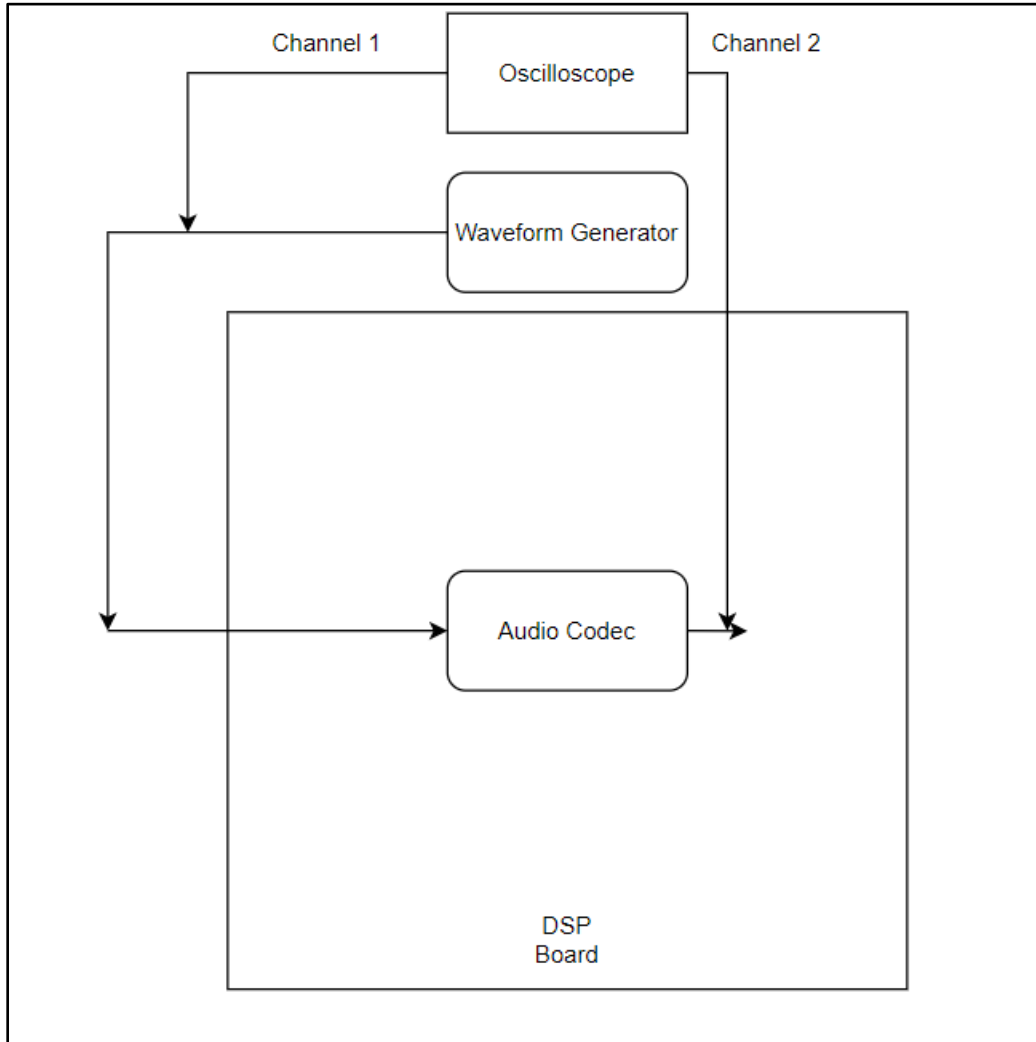 Channel 1
Oscilloscope
Channel 2
Waveform Generator
Audio Codec
DSP
Board